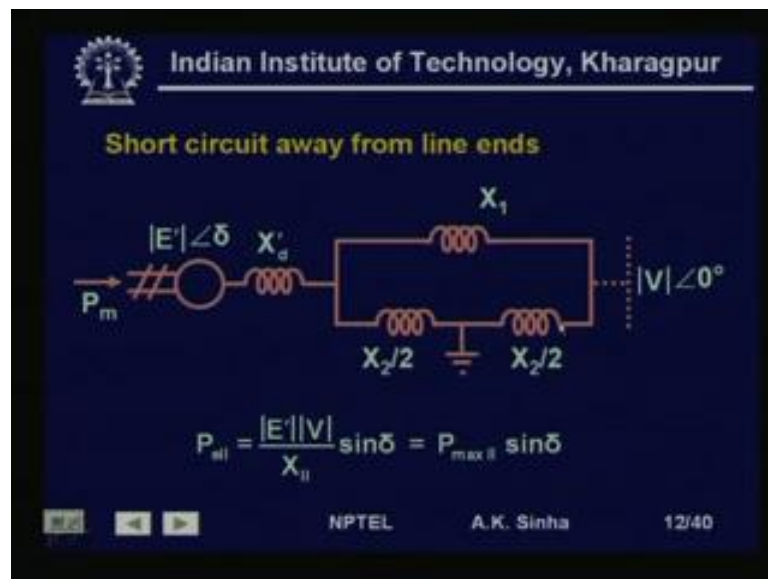 Indian Institute of Technology, Kharagpur
Short circuit away from line ends
X₁
|E'|∠δ X'd
Pm
|V|∠0°
X₂/2 X₂/2
PeII = |E'||V| / XII sinδ = Pmax II sinδ
NPTEL A.K. Sinha 12/40